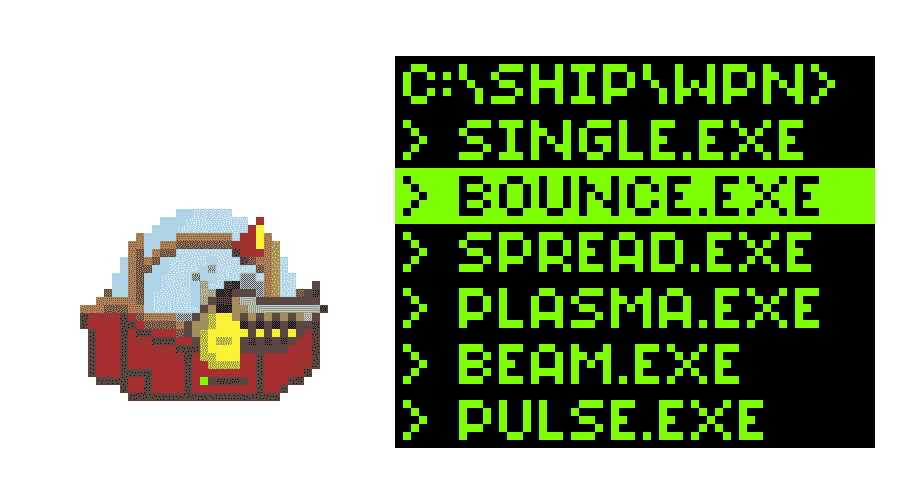 C:\SHIP\WPN>
> SINGLE.EXE
> BOUNCE.EXE
> SPREAD.EXE
> PLASMA.EXE
> BEAM.EXE
> PULSE.EXE